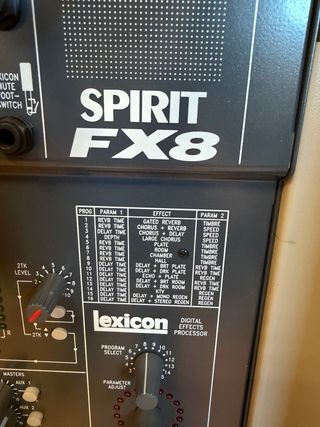 EXICON
MUTE
FOOT-
SWITCH
SPIRIT
FX8
PROG PARAM 1 EFFECT PARAM 2
1 REVB TIME GATED REVERB TIMBRE
2 REVB TIME CHORUS + REVERB SPEED
3 DELAY TIME CHORUS + DELAY SPEED
4 DEPTH LARGE CHORUS SPEED
5 REVB TIME PLATE TIMBRE
6 REVB TIME ROOM TIMBRE
7 REVB TIME CHAMBER TIMBRE
8 REVB TIME HALL TIMBRE
9 DELAY TIME DELAY + BRT PLATE REVB TIME
10 DELAY TIME DELAY + DRK PLATE REVB TIME
11 DELAY TIME ECHO + PLATE REGEN
12 DELAY TIME DELAY + BRT ROOM REVB TIME
13 DELAY TIME DELAY + DRK ROOM REVB TIME
14 DELAY TIME KTV REGEN
15 DELAY TIME DELAY + MONO REGEN REGEN
16 DELAY TIME DELAY + STEREO REGEN REGEN
2TK
LEVEL
2TK
R
lexicon
DIGITAL
EFFECTS
PROCESSOR
PROGRAM
SELECT
PARAMETER
ADJUST
MASTERS
AUX 1
AUX 2